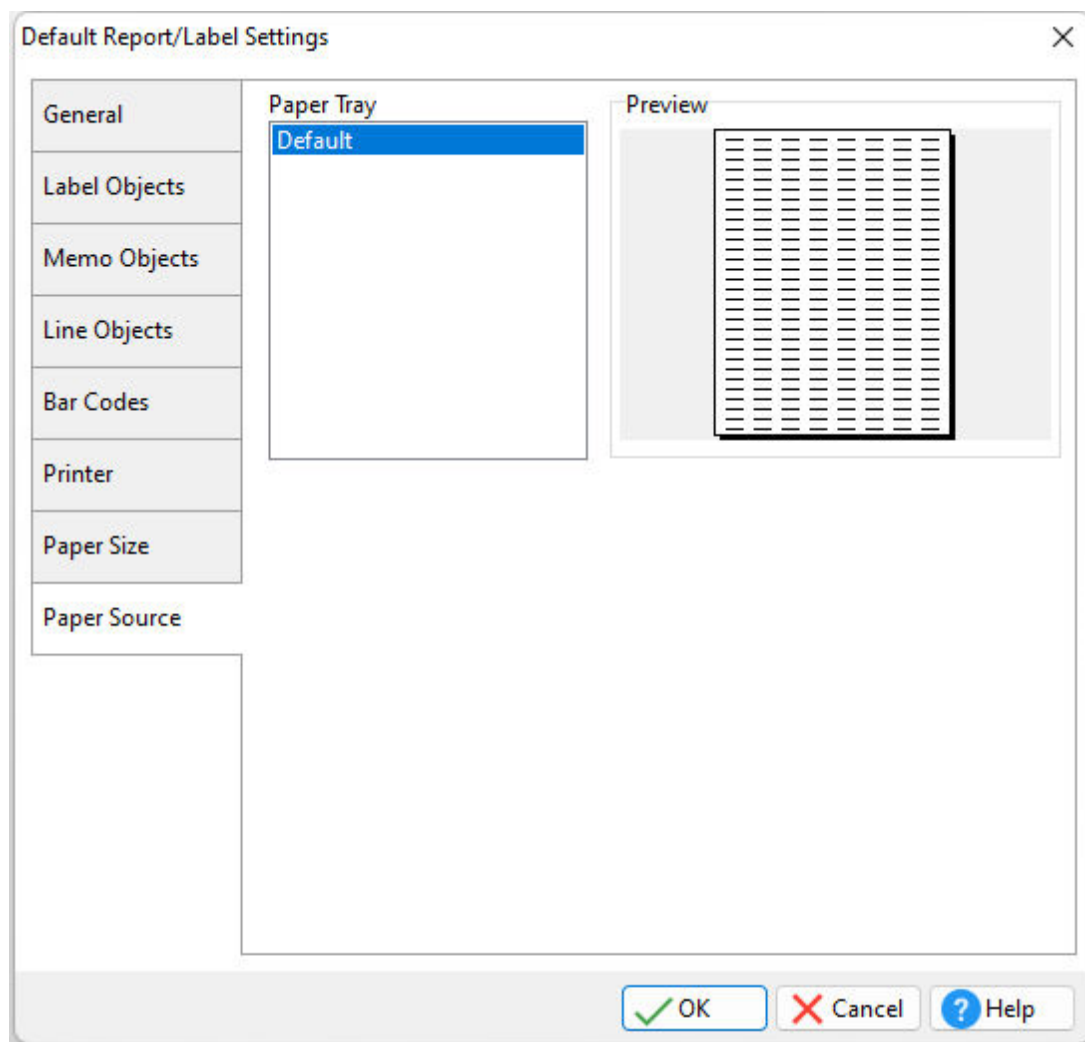 Default Report/Label Settings
General
Label Objects
Memo Objects
Line Objects
Bar Codes
Printer
Paper Size
Paper Source
Paper Tray
Default
Preview
OK
Cancel
? Help